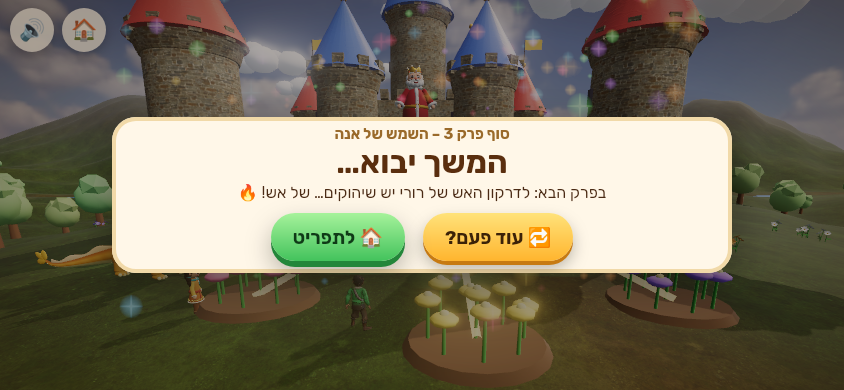 סוף פרק 3 – השמש של אנה
המשך יבוא...
בפרק הבא: לדרקון האש של רורי יש שיהוקים... של אש! 🔥
🔁 עוד פעם?
🏠 לתפריט